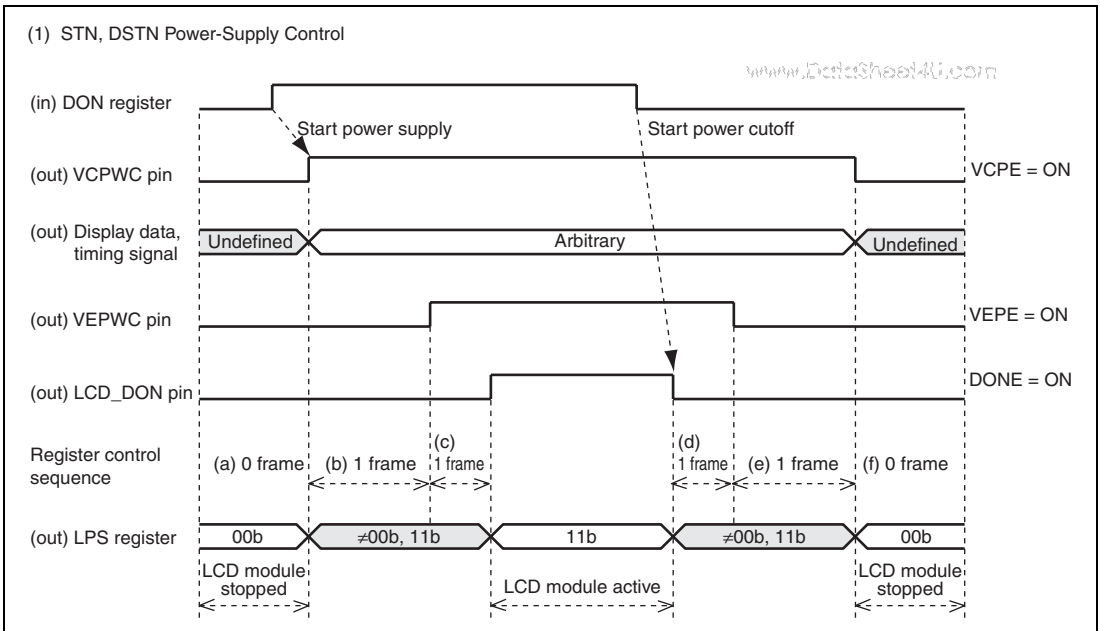 (1) STN, DSTN Power-Supply Control
www.DataSheet4U.com
(in) DON register
Start power supply
Start power cutoff
(out) VCPWC pin
VCPE = ON
(out) Display data, timing signal
Undefined
Arbitrary
Undefined
(out) VEPWC pin
VEPE = ON
(out) LCD_DON pin
DONE = ON
Register control sequence
(a) 0 frame
(b) 1 frame
(c) 1 frame
(d) 1 frame
(e) 1 frame
(f) 0 frame
(out) LPS register
00b
≠00b, 11b
11b
≠00b, 11b
00b
LCD module stopped
LCD module active
LCD module stopped